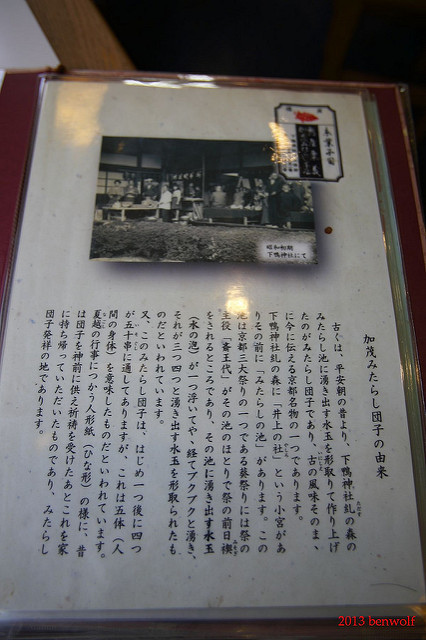 加茂みたらし団子の由来
古くは、平安朝の昔より、下鴨神社糺の森の
みたらし池に湧き出す水玉を形取りて作り上げ
たのがみたらし団子であり、古の風味そのまま、
に今に伝える京都名物の一つであります。
下鴨神社糺の森に「井上の社」という小宮があ
りその前に「みたらしの池」があります。この
池は京都三大祭りの一つである葵祭りには祭の
主役「斎王代」がその池のほとりで祭の前日禊
をされるところであり、その池に湧き出す水玉
(水の泡)が一つ浮いてや、経てブクブクと湧き、
それが三つ四つと湧き出す水玉を形取られたも
のだといわれています。
又、このみたらし団子は、はじめ一つ後に四つ
が五十串に通してありますが、これは五体(人
間の身体)を意味したものだといわれています。
夏越の行事につかう人形紙(ひな形)の様に、昔
は団子を神前に供え祈祷を受けたあとこれを家
に持ち帰っていただいたものであり、みたらし
団子発祥の地であります。
昭和初期
下鴨神社にて
2013 benwolf